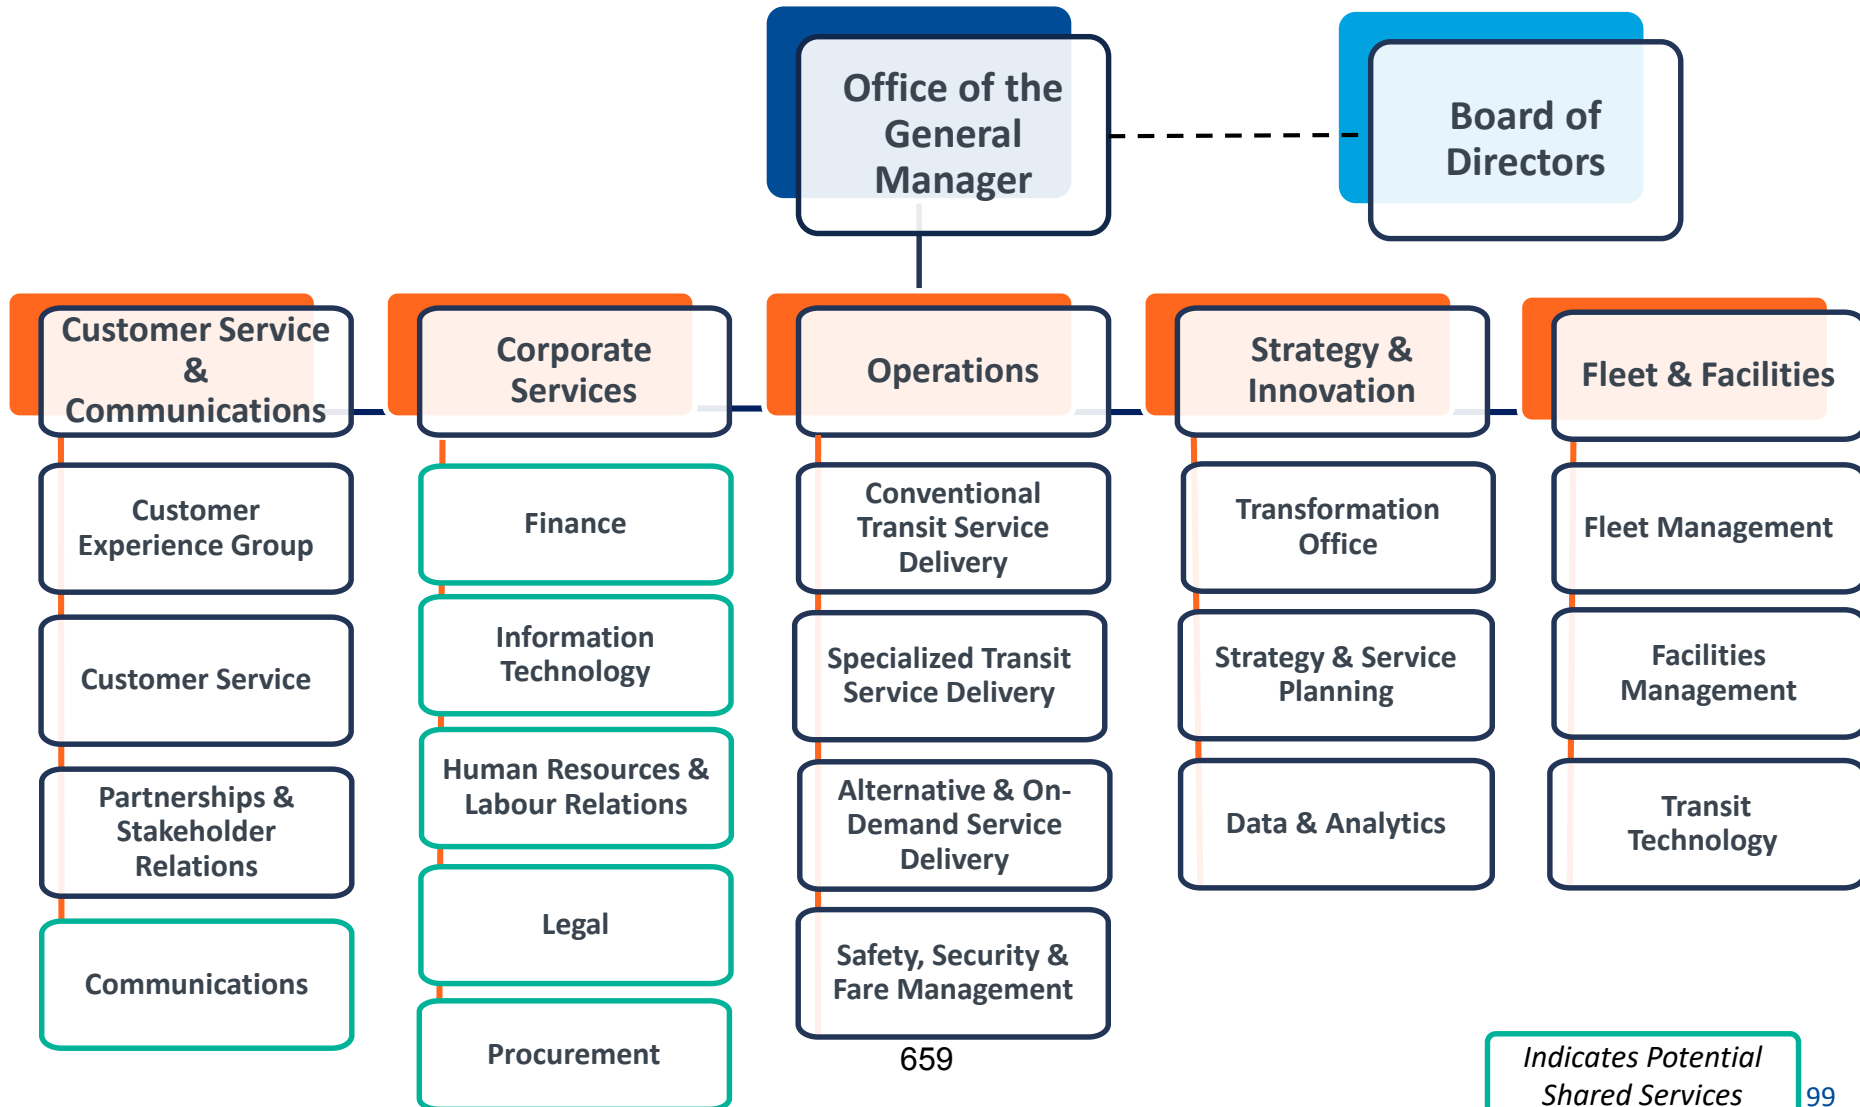 Office of the
General
Manager
Board of
Directors
Customer Service
&
Communications
Corporate
Services
Operations
Strategy &
Innovation
Fleet & Facilities
Customer
Experience Group
Customer Service
Partnerships &
Stakeholder
Relations
Communications
Finance
Information
Technology
Human Resources &
Labour Relations
Legal
Procurement
Conventional
Transit Service
Delivery
Specialized Transit
Service Delivery
Alternative & On-
Demand Service
Delivery
Safety, Security &
Fare Management
Transformation
Office
Strategy & Service
Planning
Data & Analytics
Fleet Management
Facilities
Management
Transit
Technology
659
Indicates Potential
Shared Services
99